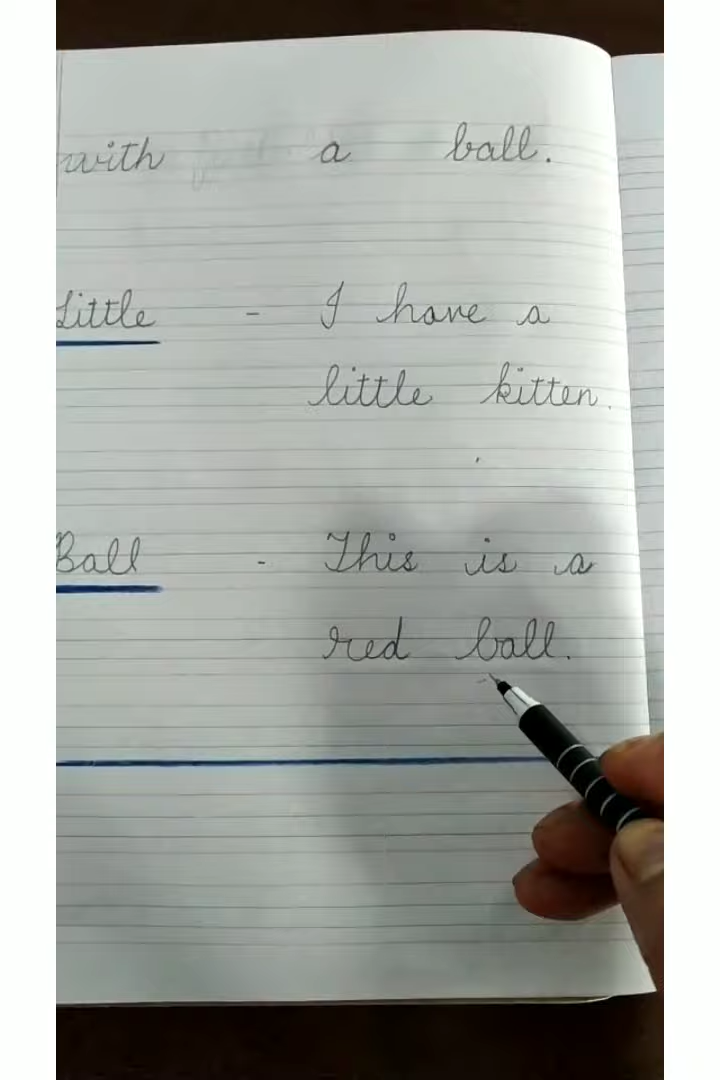 with a ball.
Little - I have a
little kitten.
Ball - This is a
red ball.